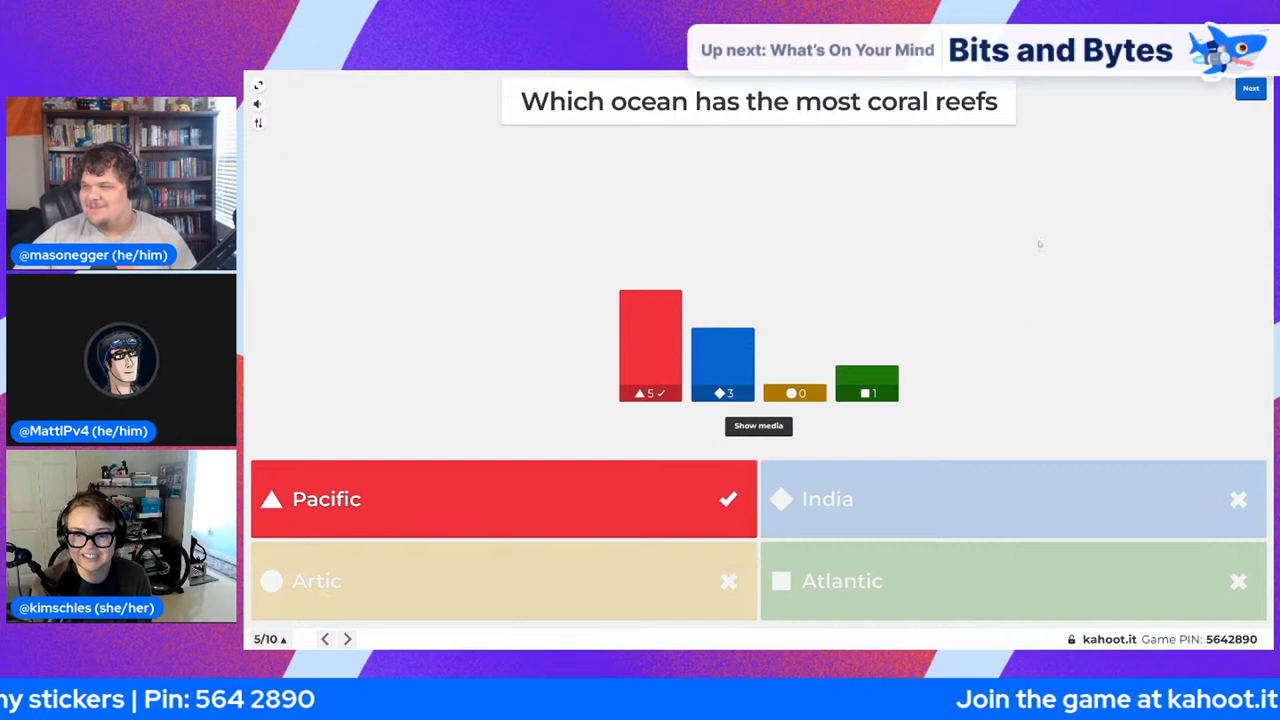 Up next: What's On Your Mind
Bits and Bytes
Which ocean has the most coral reefs
Next
@masonegger (he/him)
5
3
0
1
Show media
@MattIPv4 (he/him)
Pacific
India
Artic
Atlantic
@kimschles (she/her)
5/10
kahoot.it Game PIN: 5642890
ny stickers | Pin: 564 2890
Join the game at kahoot.it